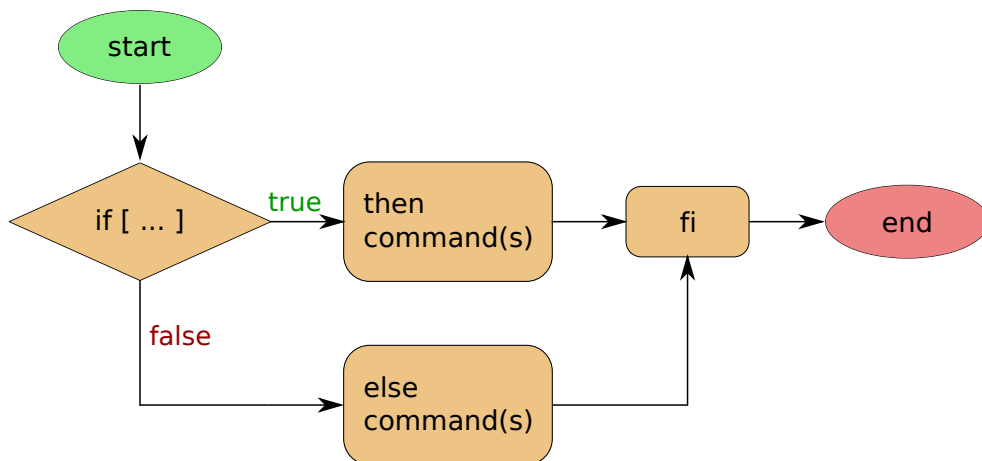 start
if [ ... ]
true
then
command(s)
fi
end
false
else
command(s)